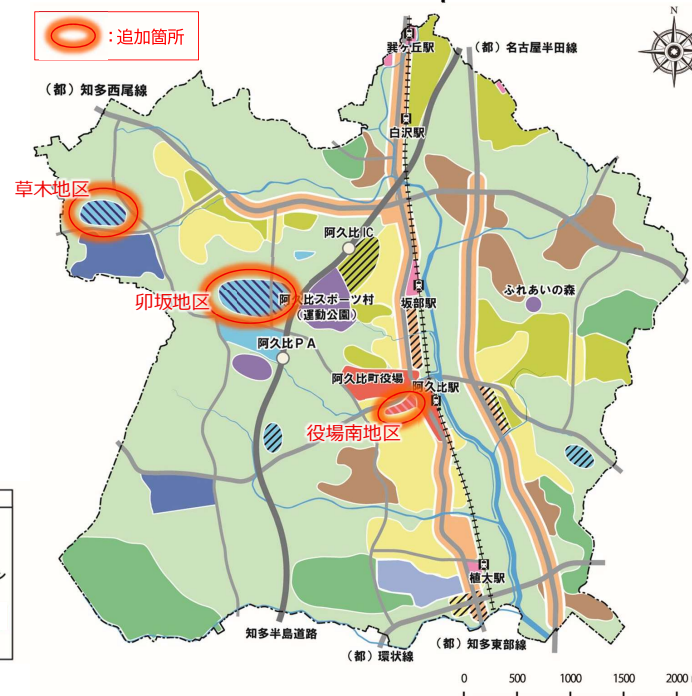 ：追加箇所
N
巽ヶ丘駅
（都）名古屋半田線
（都）知多西尾線
白沢駅
草木地区
阿久比IC
卯坂地区
阿久比スポーツ村
（運動公園）
坂部駅
ふれあいの森
阿久比PA
阿久比町役場
阿久比駅
役場南地区
植大駅
知多半島道路
（都）環状線
（都）知多東部線
0 500 1000 1500 2000